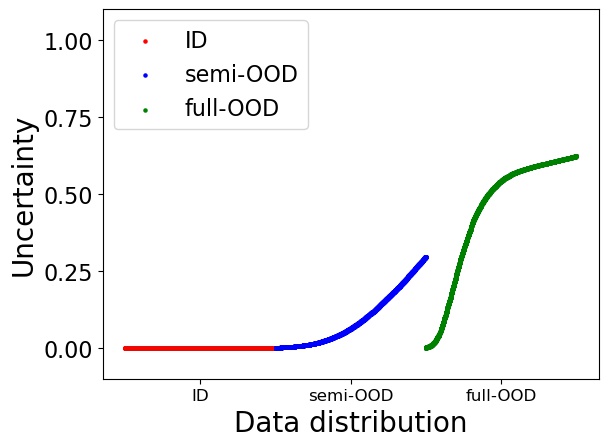 1.00
0.75
0.50
0.25
0.00
Uncertainty
ID
semi-OOD
full-OOD
ID semi-OOD full-OOD
Data distribution